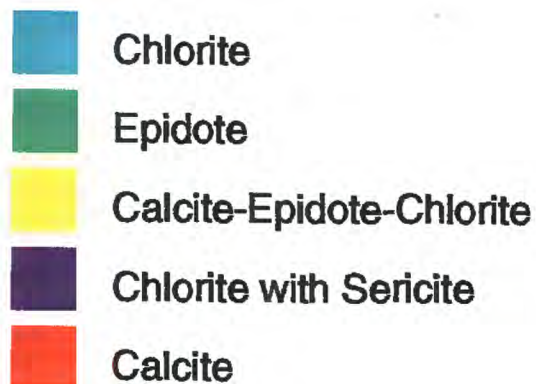 Chlorite
Epidote
Calcite-Epidote-Chlorite
Chlorite with Sericite
Calcite